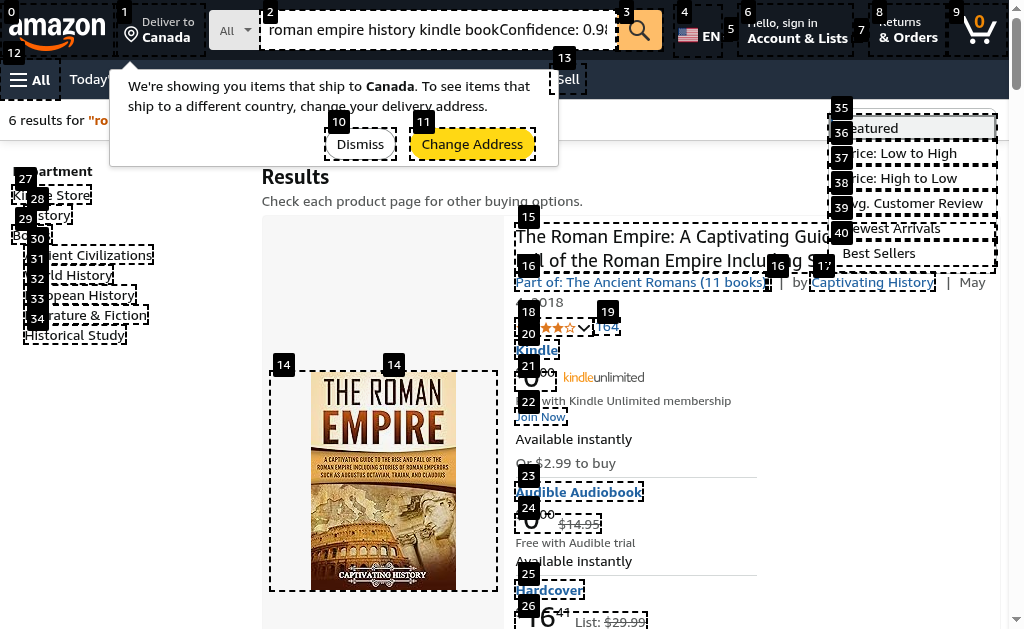 amazon
Deliver to
Canada
All
roman empire history kindle bookConfidence: 0.9
EN
Hello, sign in
Account & Lists
Returns
& Orders
0
All
Today'
Sell
We're showing you items that ship to Canada. To see items that
ship to a different country, change your delivery address.
Dismiss
Change Address
6 results for "ro
Featured
Price: Low to High
Price: High to Low
Avg. Customer Review
Newest Arrivals
Best Sellers
Department
Kindle Store
History
Ancient Civilizations
World History
European History
Literature & Fiction
Historical Study
Results
Check each product page for other buying options.
The Roman Empire: A Captivating Guid
Fall of the Roman Empire Including S
Part of: The Ancient Romans (11 books) | by Captivating History | May
4, 2018
164
Kindle
0 00 kindleunlimited
Free with Kindle Unlimited membership
Join Now
Available instantly
Or $2.99 to buy
Audible Audiobook
0 00 $14.95
Free with Audible trial
Available instantly
Hardcover
16 41 List: $29.99
THE ROMAN
EMPIRE
A CAPTIVATING GUIDE TO THE RISE AND FALL OF THE
ROMAN EMPIRE INCLUDING STORIES OF ROMAN EMPERORS
SUCH AS AUGUSTUS OCTAVIAN, TRAJAN, AND CLAUDIUS
CAPTIVATING HISTORY
0
1
2
3
4
5
6
7
8
9
10
11
12
13
14
14
15
16
16
17
18
19
20
21
22
23
24
25
26
27
28
29
30
31
32
33
34
35
36
37
38
39
40